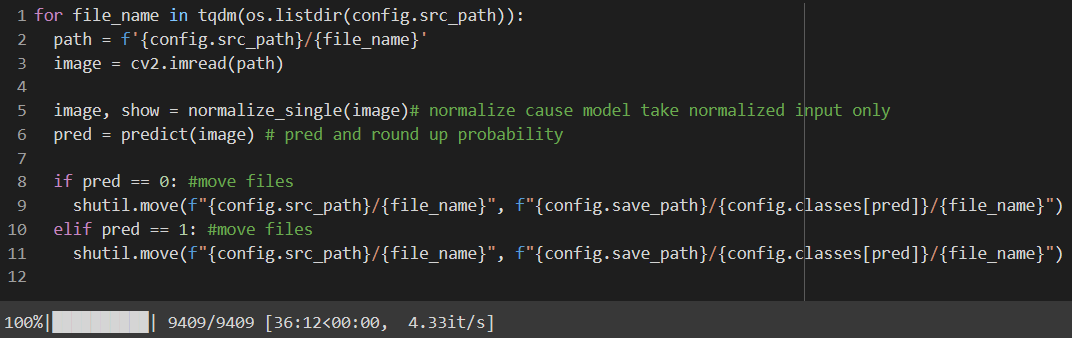 1 for file_name in tqdm(os.listdir(config.src_path)):
2   path = f'{config.src_path}/{file_name}'
3   image = cv2.imread(path)
4
5   image, show = normalize_single(image)# normalize cause model take normalized input only
6   pred = predict(image) # pred and round up probability
7
8   if pred == 0: #move files
9     shutil.move(f"{config.src_path}/{file_name}", f"{config.save_path}/{config.classes[pred]}/{file_name}")
10   elif pred == 1: #move files
11     shutil.move(f"{config.src_path}/{file_name}", f"{config.save_path}/{config.classes[pred]}/{file_name}")
12
100%|██████████| 9409/9409 [36:12<00:00,  4.33it/s]